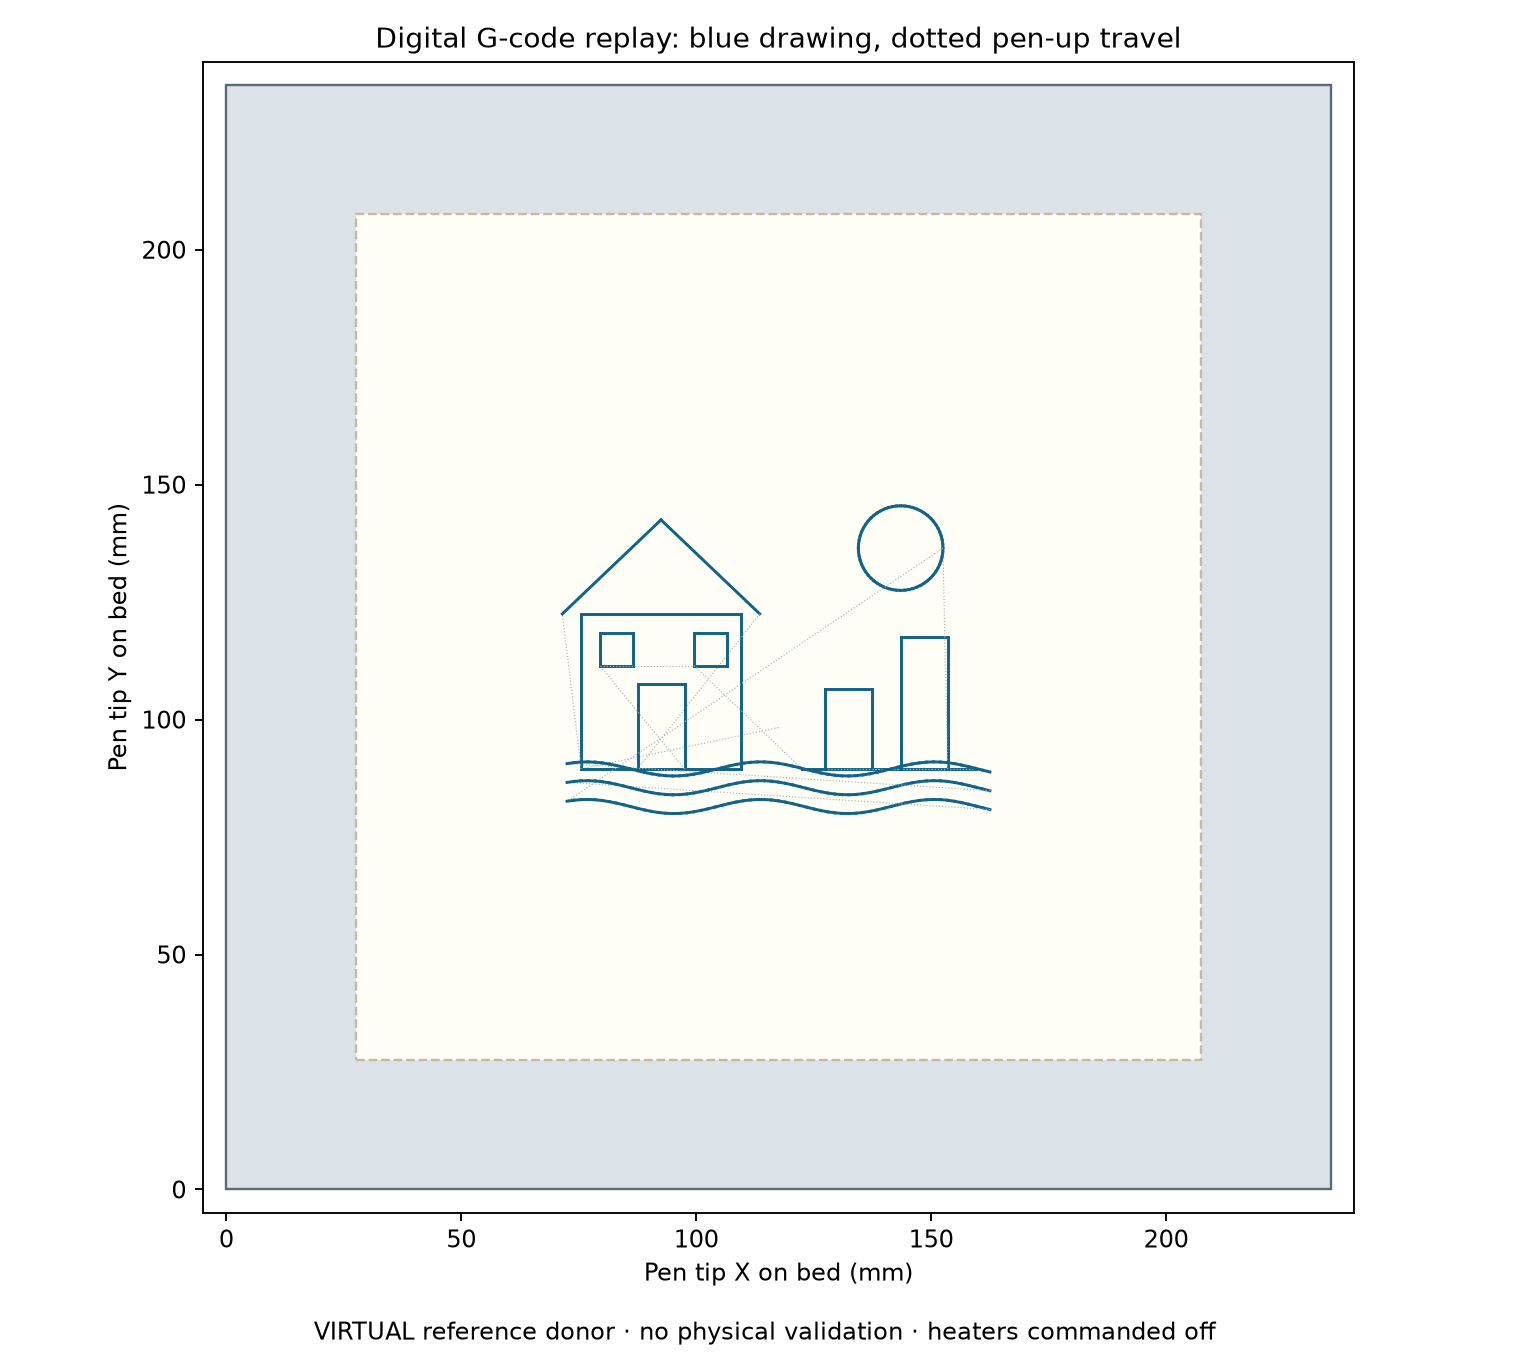 Digital G-code replay: blue drawing, dotted pen-up travel
Pen tip Y on bed (mm)
200
150
100
50
0
0 50 100 150 200
Pen tip X on bed (mm)
VIRTUAL reference donor · no physical validation · heaters commanded off